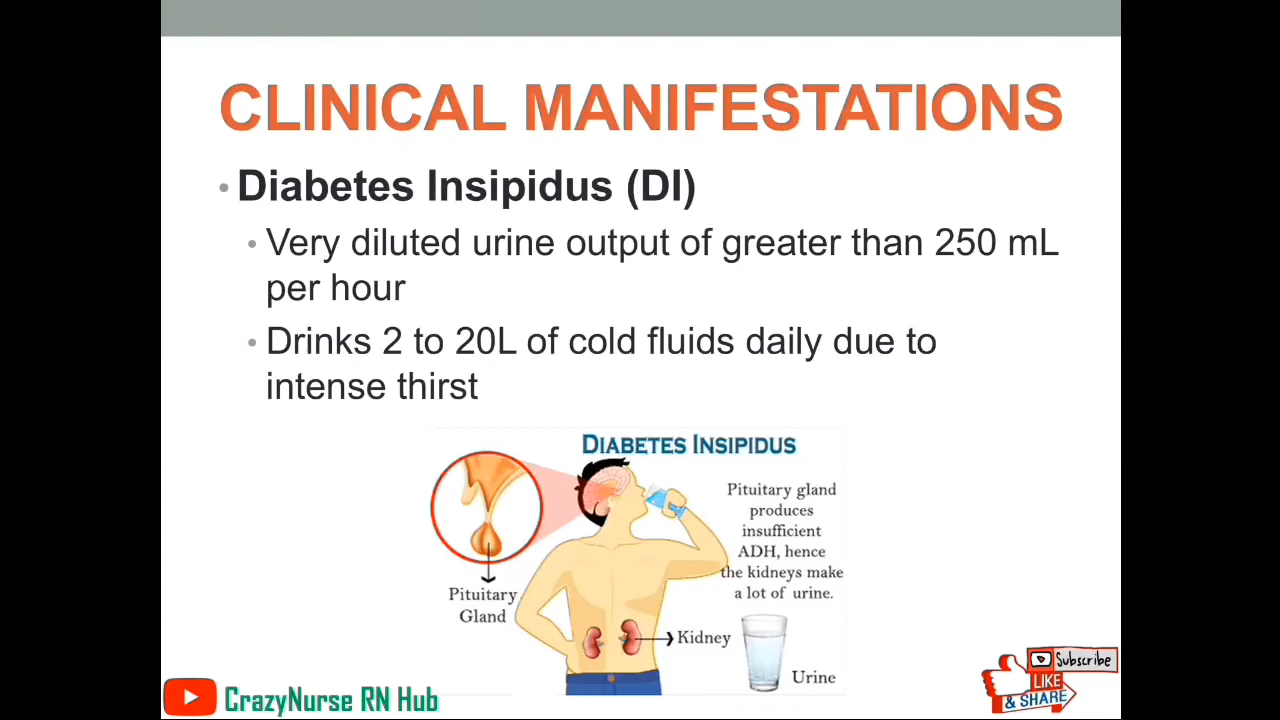 CLINICAL MANIFESTATIONS
• Diabetes Insipidus (DI)
• Very diluted urine output of greater than 250 mL
per hour
• Drinks 2 to 20L of cold fluids daily due to
intense thirst
DIABETES INSIPIDUS
Pituitary gland
produces
insufficient
ADH, hence
the kidneys make
a lot of urine.
Pituitary
Gland
Kidney
Urine
CrazyNurse RN Hub
Subscribe
LIKE
& SHARE